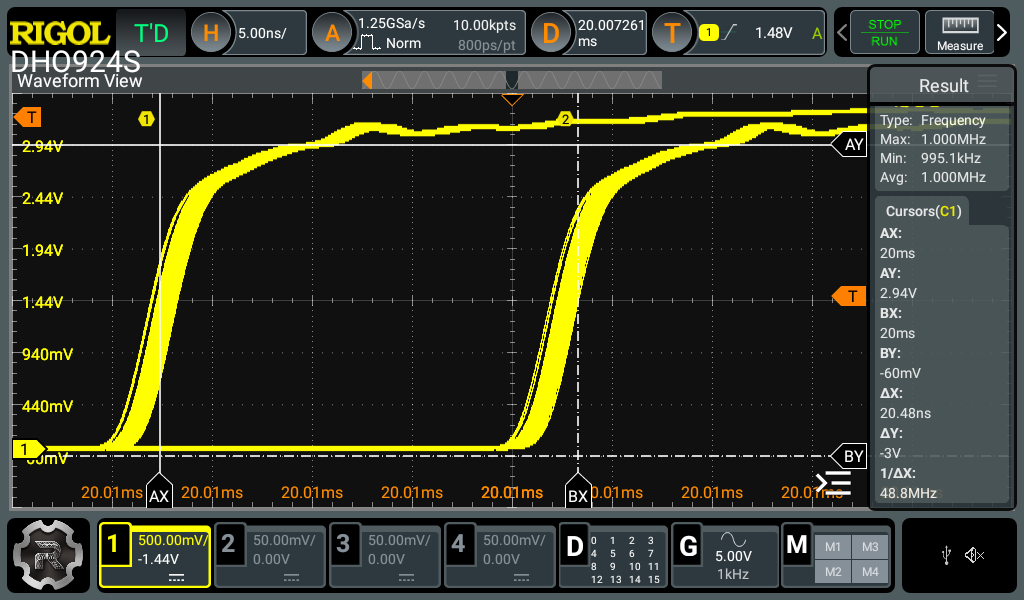 RIGOL T'D H 5.00ns/ A 1.25GSa/s 10.00kpts D 20.007261 T 1 1.48V A STOP
Norm 800ps/pt ms RUN Measure
DHO924S
Waveform View
Result
T 1 2
Type: Frequency
Max: 1.000MHz
Min: 995.1kHz
Avg: 1.000MHz
2.94V AY
2.44V
1.94V
1.44V T
940mV
440mV
1
BY
Cursors(C1)
AX:
20ms
AY:
2.94V
BX:
20ms
BY:
-60mV
ΔX:
20.48ns
ΔY:
-3V
1/ΔX:
48.8MHz
20.01ms AX 20.01ms 20.01ms 20.01ms 20.01ms BX 20.01ms
1 500.00mV/ 2 50.00mV/ 3 50.00mV/ 4 50.00mV/ D 0 1 2 3 G 5.00V M M1 M3
-1.44V 0.00V 0.00V 0.00V 4 5 6 7 1kHz M2 M4
8 9 10 11
12 13 14 15